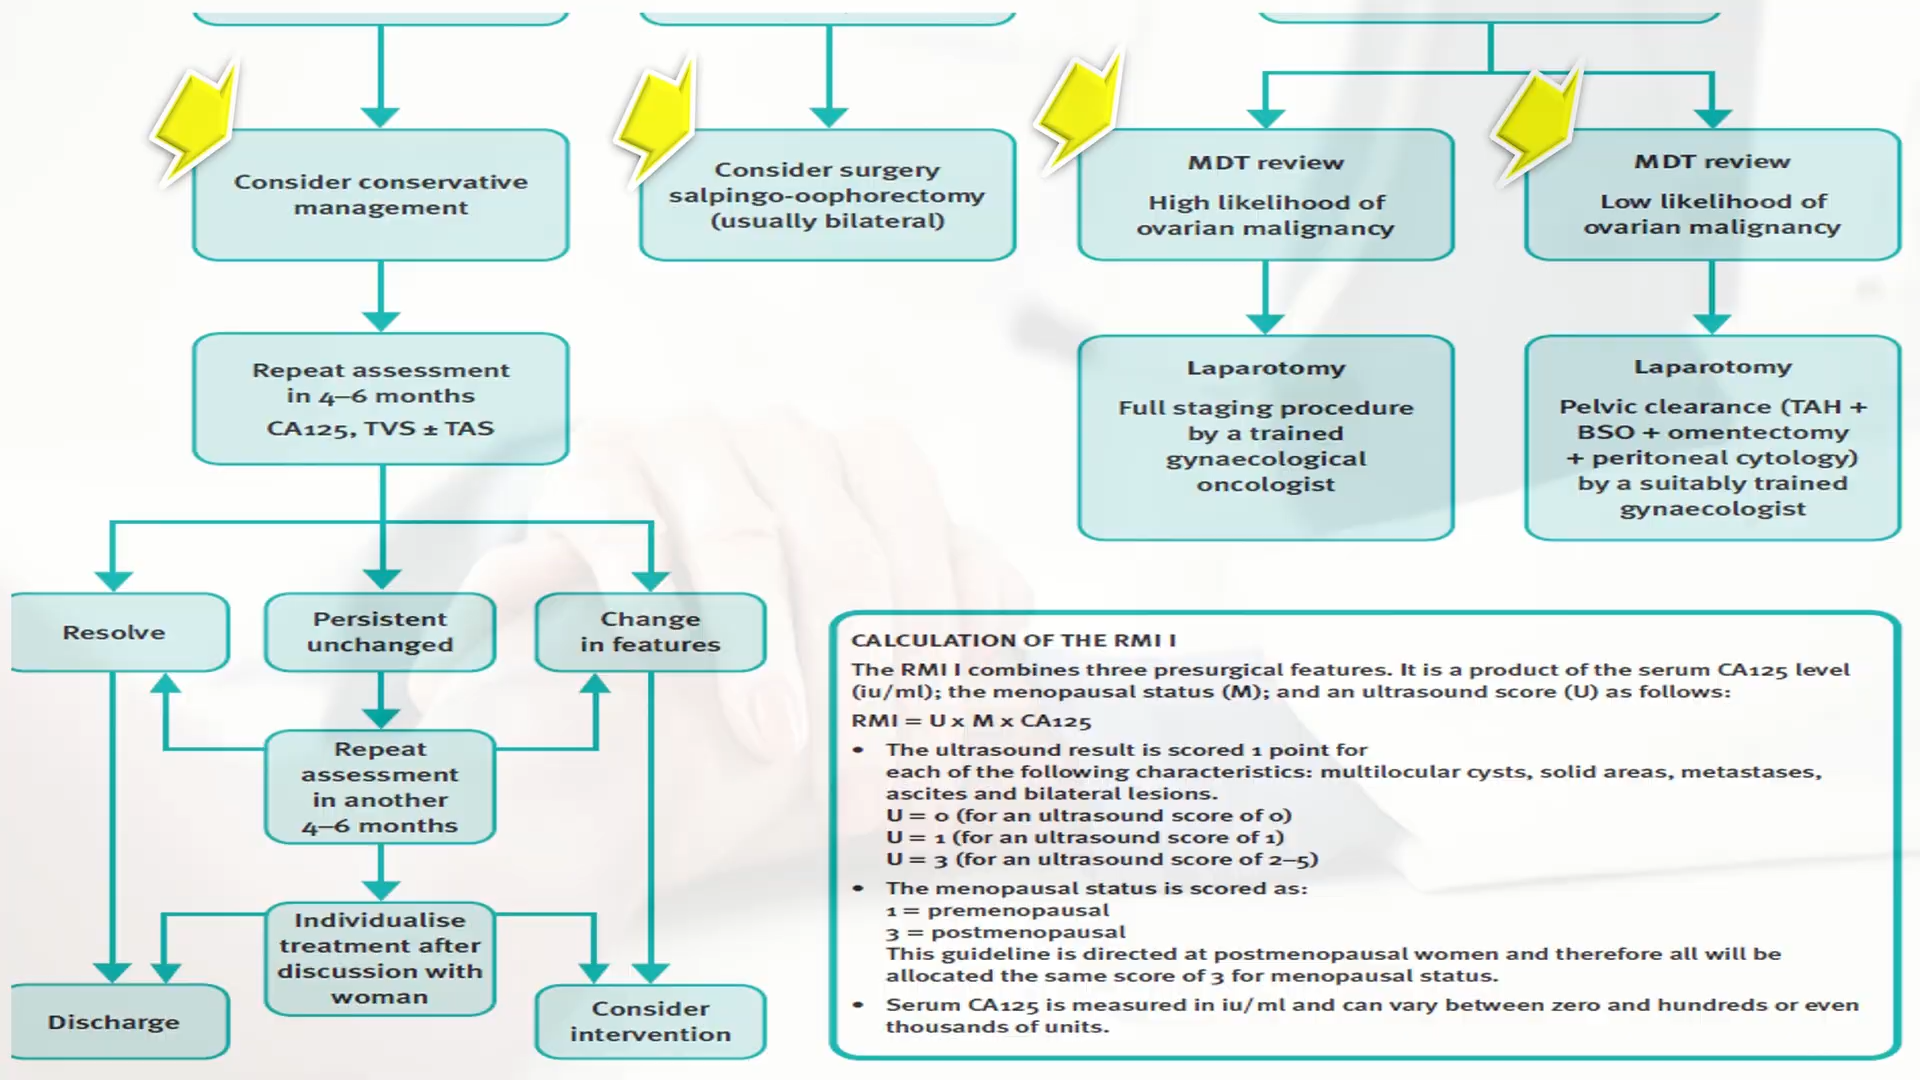 Consider conservative
management
Consider surgery
salpingo-oophorectomy
(usually bilateral)
MDT review
High likelihood of
ovarian malignancy
MDT review
Low likelihood of
ovarian malignancy
Repeat assessment
in 4–6 months
CA125, TVS ± TAS
Laparotomy
Full staging procedure
by a trained
gynaecological
oncologist
Laparotomy
Pelvic clearance (TAH +
BSO + omentectomy
+ peritoneal cytology)
by a suitably trained
gynaecologist
Resolve
Persistent
unchanged
Change
in features
Repeat
assessment
in another
4–6 months
Individualise
treatment after
discussion with
woman
Discharge
Consider
intervention
CALCULATION OF THE RMI I
The RMI I combines three presurgical features. It is a product of the serum CA125 level
(iu/ml); the menopausal status (M); and an ultrasound score (U) as follows:
RMI = U x M x CA125
• The ultrasound result is scored 1 point for
each of the following characteristics: multilocular cysts, solid areas, metastases,
ascites and bilateral lesions.
U = 0 (for an ultrasound score of 0)
U = 1 (for an ultrasound score of 1)
U = 3 (for an ultrasound score of 2–5)
• The menopausal status is scored as:
1 = premenopausal
3 = postmenopausal
This guideline is directed at postmenopausal women and therefore all will be
allocated the same score of 3 for menopausal status.
• Serum CA125 is measured in iu/ml and can vary between zero and hundreds or even
thousands of units.